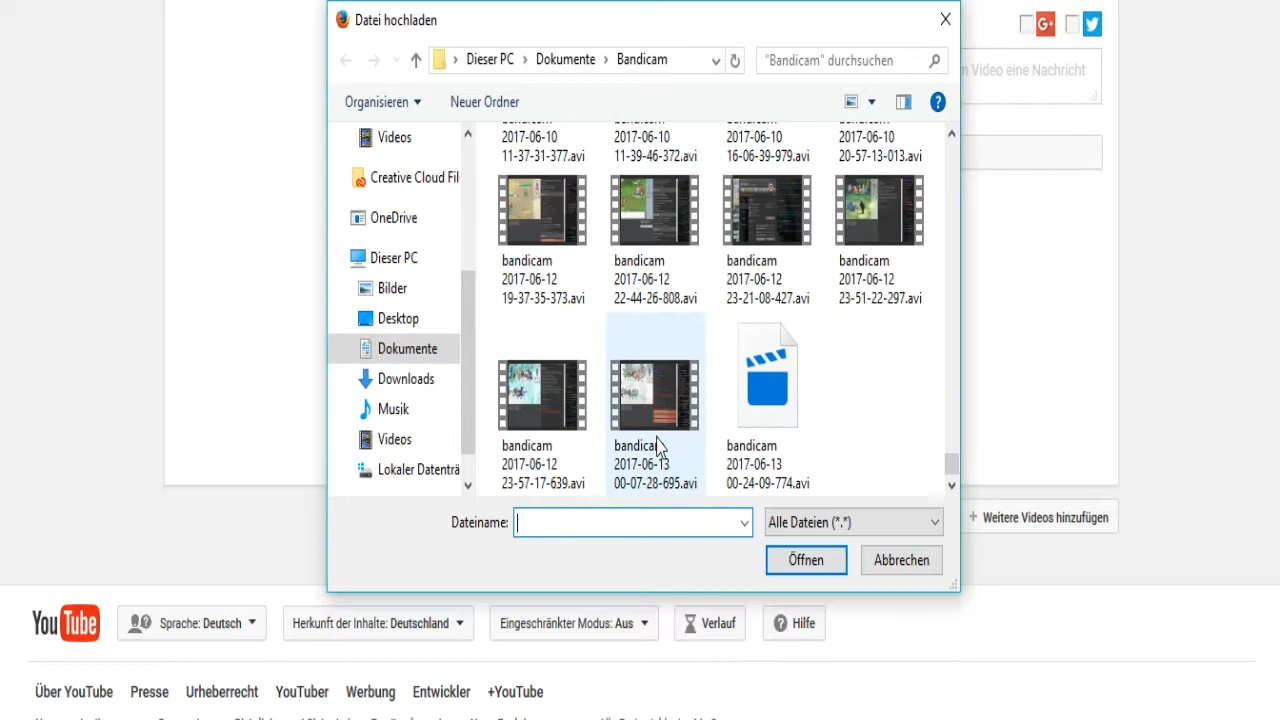 Datei hochladen
Dieser PC > Dokumente > Bandicam
"Bandicam" durchsuchen
m Video eine Nachricht
Organisieren
Neuer Ordner
Videos
Creative Cloud Fil
OneDrive
Dieser PC
Bilder
Desktop
Dokumente
Downloads
Musik
Videos
Lokaler Datenträ
2017-06-10
11-37-31-377.avi
2017-06-10
11-39-46-372.avi
2017-06-10
16-06-39-979.avi
2017-06-10
20-57-13-013.avi
bandicam
2017-06-12
19-37-35-373.avi
bandicam
2017-06-12
22-44-26-808.avi
bandicam
2017-06-12
23-21-08-427.avi
bandicam
2017-06-12
23-51-22-297.avi
bandicam
2017-06-12
23-57-17-639.avi
bandicam
2017-06-13
00-07-28-695.avi
bandicam
2017-06-13
00-24-09-774.avi
Dateiname:
Alle Dateien (*.*)
Öffnen
Abbrechen
+ Weitere Videos hinzufügen
YouTube
Sprache: Deutsch
Herkunft der Inhalte: Deutschland
Eingeschränkter Modus: Aus
Verlauf
Hilfe
Über YouTube Presse Urheberrecht YouTuber Werbung Entwickler +YouTube